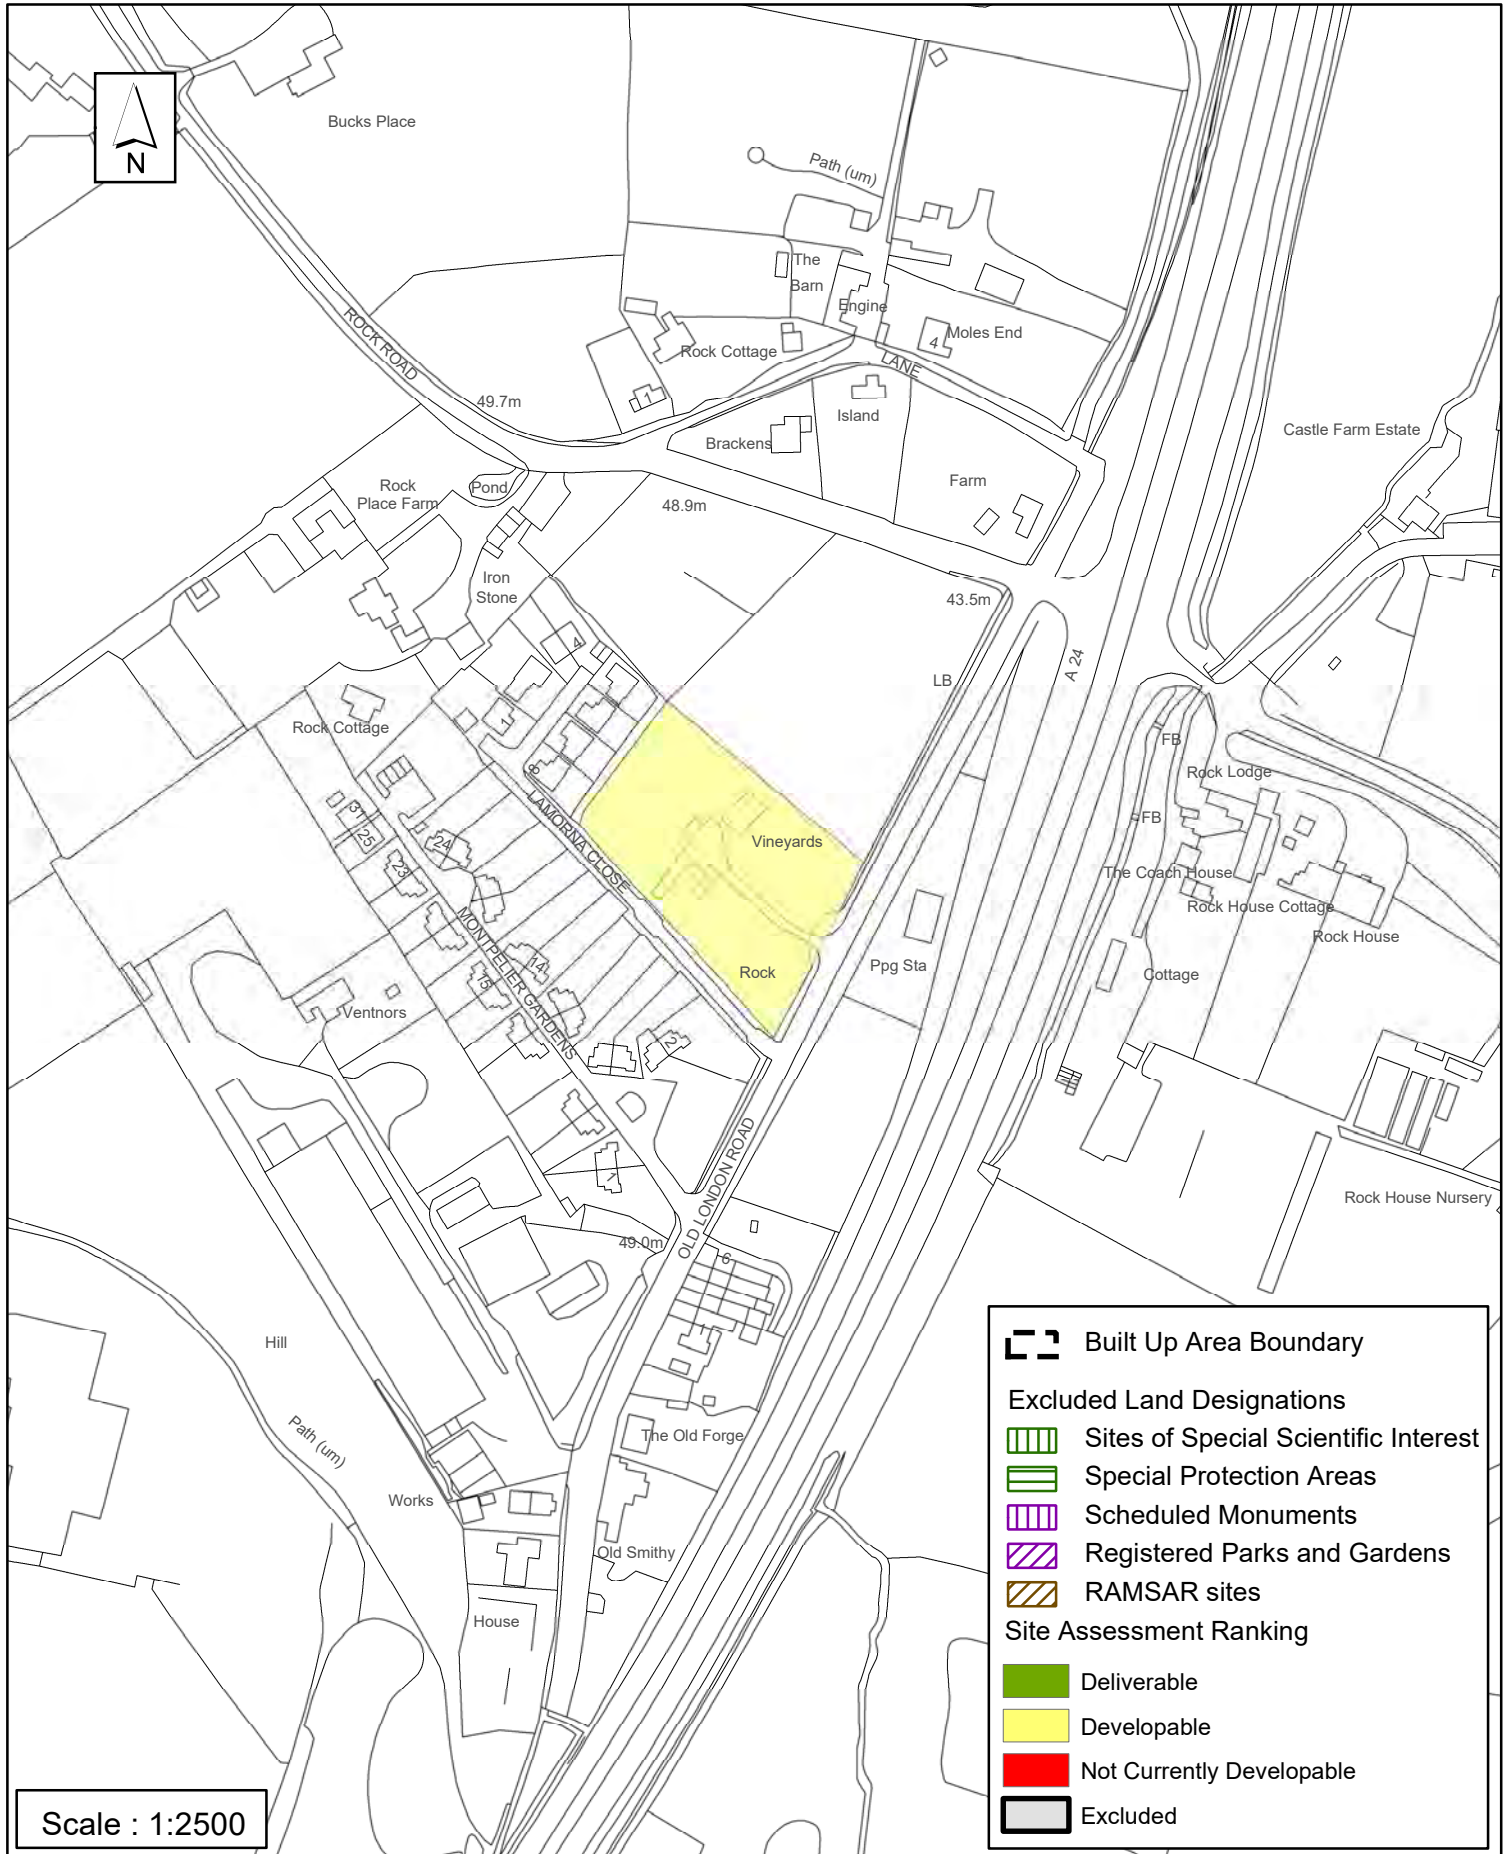 Bucks Place
N
Path (um)
The
Barn
Engine
Moles End
4
ROCK ROAD
Rock Cottage
LANE
1
49.7m
Island
Brackens
Castle Farm Estate
Rock
Place Farm
Pond
Farm
48.9m
Iron
Stone
43.5m
4
A 24
LB
1
Rock Cottage
FB
Rock Lodge
8
LAMORNA CLOSE
31
25
24
FB
Vineyards
23
The Coach House
Rock House Cottage
MONTPELIER GARDENS
Rock House
14
15
Rock
Ppg Sta
Cottage
Ventnors
2
OLD LONDON ROAD
1
Rock House Nursery
49.0m
6
Hill
Path (um)
The Old Forge
Works
Old Smithy
House
Built Up Area Boundary
Excluded Land Designations
Sites of Special Scientific Interest
Special Protection Areas
Scheduled Monuments
Registered Parks and Gardens
RAMSAR sites
Site Assessment Ranking
Deliverable
Developable
Not Currently Developable
Excluded
Scale : 1:2500